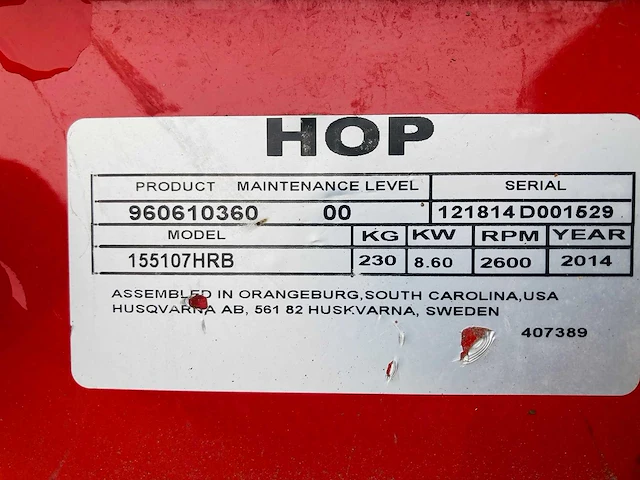 HOP
PRODUCT MAINTENANCE LEVEL SERIAL
960610360 00 121814 D001529
MODEL KG KW RPM YEAR
155107HRB 230 8.60 2600 2014
ASSEMBLED IN ORANGEBURG,SOUTH CAROLINA,USA
HUSQVARNA AB, 561 82 HUSKVARNA, SWEDEN
407389